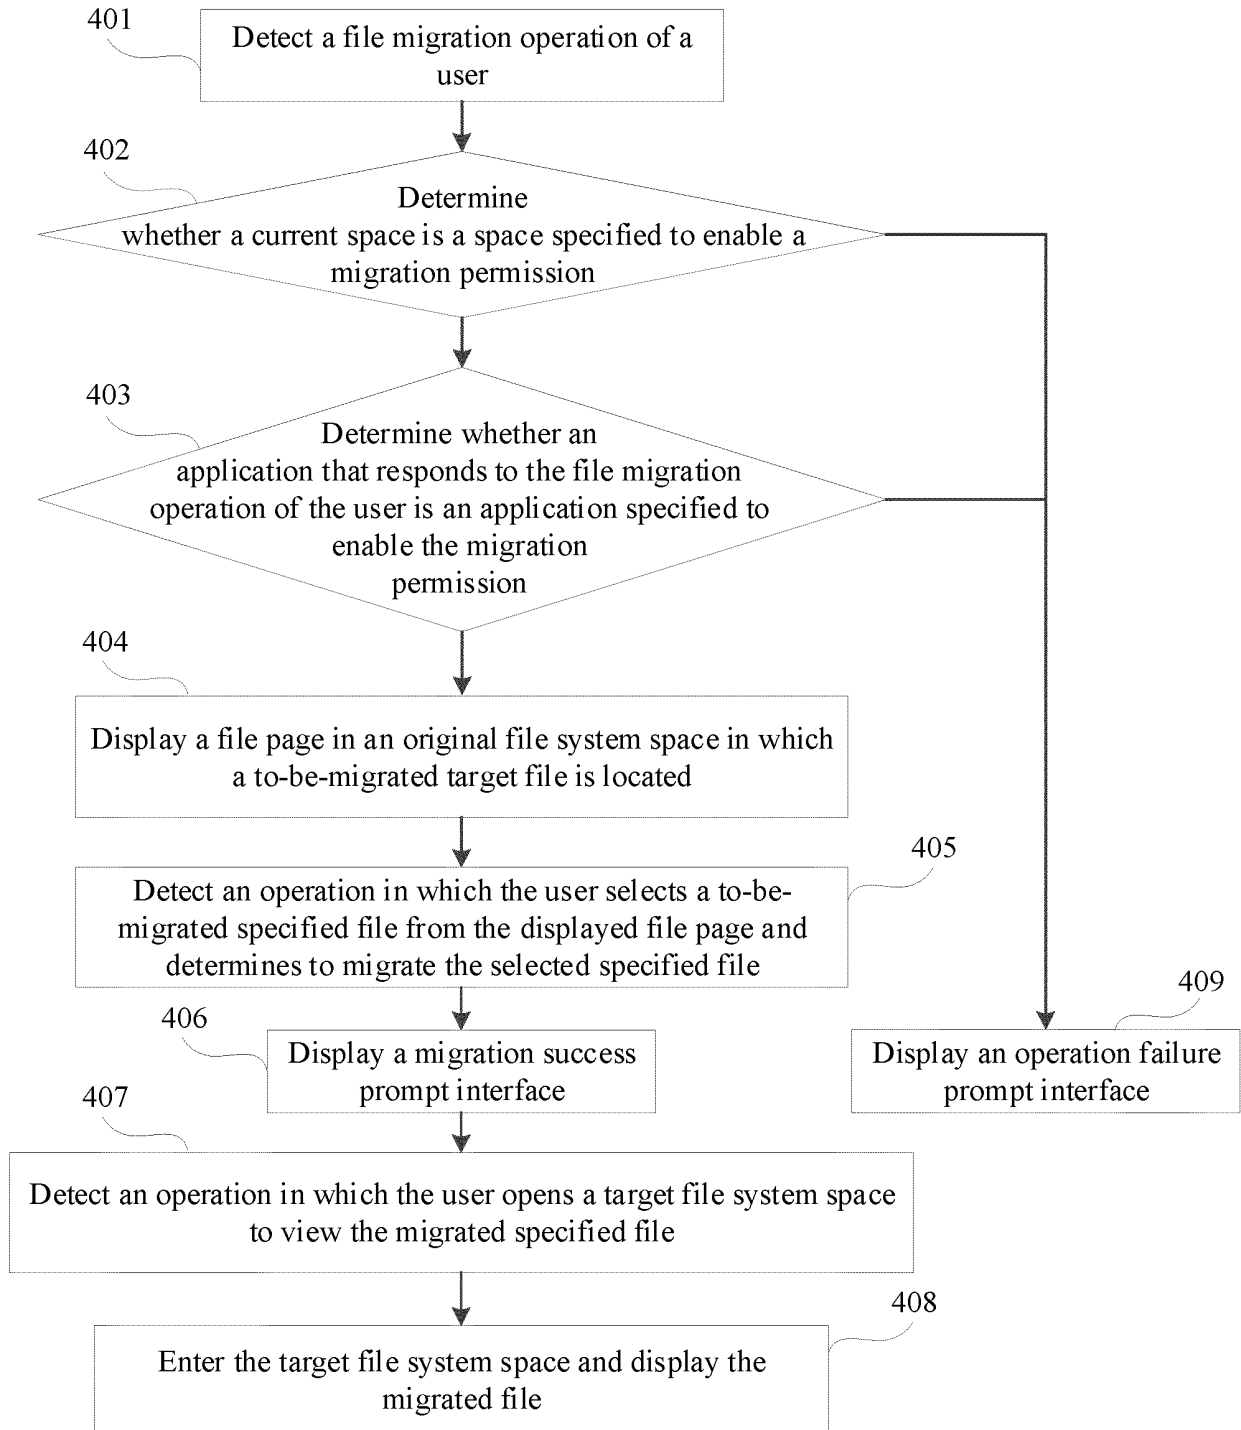 401
Detect a file migration operation of a
user
402
Determine
whether a current space is a space specified to enable a
migration permission
403
Determine whether an
application that responds to the file migration
operation of the user is an application specified to
enable the migration
permission
404
Display a file page in an original file system space in which
a to-be-migrated target file is located
405
Detect an operation in which the user selects a to-be-
migrated specified file from the displayed file page and
determines to migrate the selected specified file
406
Display a migration success
prompt interface
409
Display an operation failure
prompt interface
407
Detect an operation in which the user opens a target file system space
to view the migrated specified file
408
Enter the target file system space and display the
migrated file